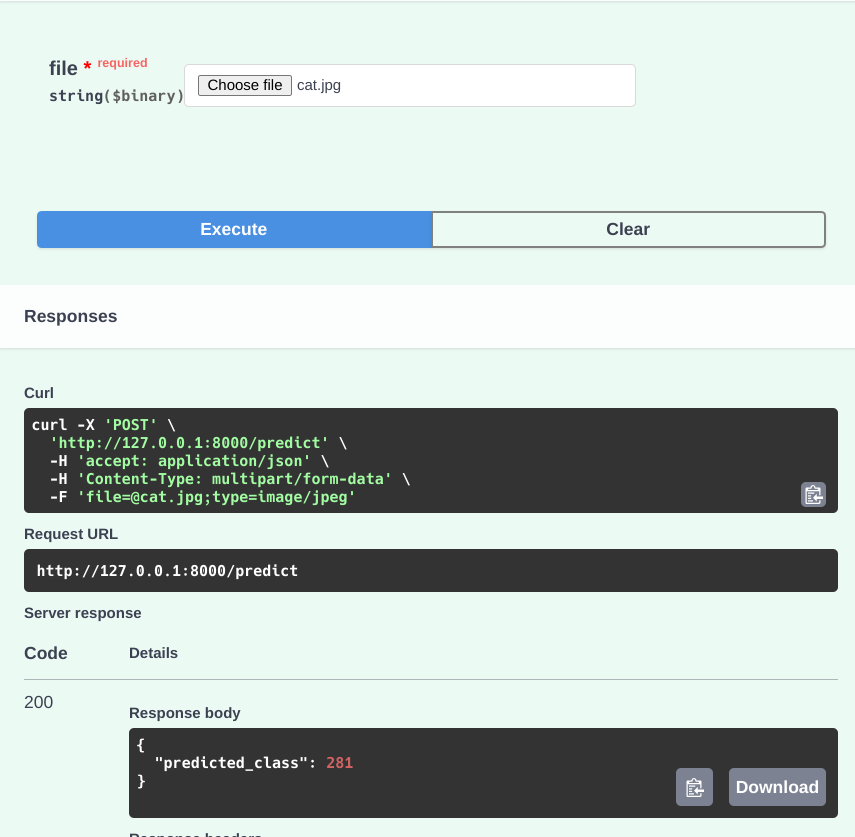 file * required
Choose file cat.jpg
string($binary)
Execute Clear
Responses
Curl
curl -X 'POST' \
  'http://127.0.0.1:8000/predict' \
  -H 'accept: application/json' \
  -H 'Content-Type: multipart/form-data' \
  -F 'file=@cat.jpg;type=image/jpeg'
Request URL
http://127.0.0.1:8000/predict
Server response
Code Details
200
Response body
{
  "predicted_class": 281
}
Download
Response headers